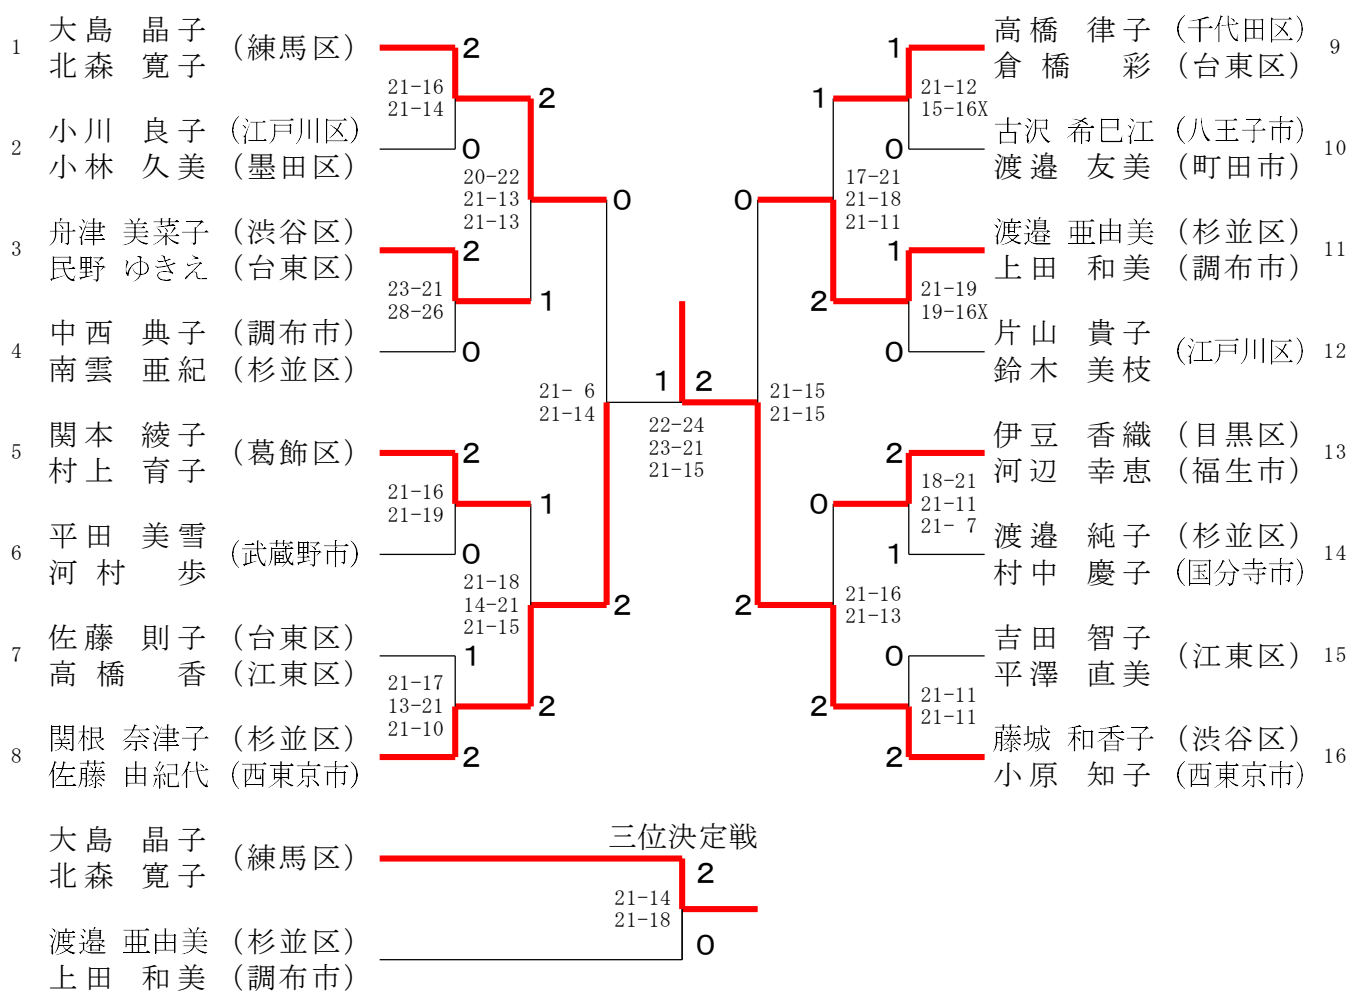 1 大島 晶子 (練馬区)
北森 寛子
2
21-16
21-14
2
2 小川 良子 (江戸川区)
小林 久美 (墨田区)
0
20-22
21-13
21-13
0
3 舟津 美菜子 (渋谷区)
民野 ゆきえ (台東区)
2
23-21
28-26
1
4 中西 典子 (調布市)
南雲 亜紀 (杉並区)
0
21- 6
21-14
5 関本 綾子 (葛飾区)
村上 育子
2
21-16
21-19
1
6 平田 美雪 (武蔵野市)
河村 歩
0
21-18
14-21
21-15
2
7 佐藤 則子 (台東区)
高橋 香 (江東区)
1
21-17
13-21
21-10
2
8 関根 奈津子 (杉並区)
佐藤 由紀代 (西東京市)
2
1 2
22-24
23-21
21-15
高橋 律子 (千代田区) 9
倉橋 彩 (台東区)
1
21-12
15-16X
1
古沢 希巳江 (八王子市) 10
渡邉 友美 (町田市)
0
17-21
21-18
21-11
0
渡邉 亜由美 (杉並区) 11
上田 和美 (調布市)
1
21-19
19-16X
2
片山 貴子 (江戸川区) 12
鈴木 美枝
0
21-15
21-15
伊豆 香織 (目黒区) 13
河辺 幸恵 (福生市)
2
18-21
21-11
21- 7
0
渡邉 純子 (杉並区) 14
村中 慶子 (国分寺市)
1
21-16
21-13
2
吉田 智子 (江東区) 15
平澤 直美
0
21-11
21-11
2
藤城 和香子 (渋谷区) 16
小原 知子 (西東京市)
2
三位決定戦
大島 晶子 (練馬区)
北森 寛子
2
21-14
21-18
渡邉 亜由美 (杉並区)
上田 和美 (調布市)
0